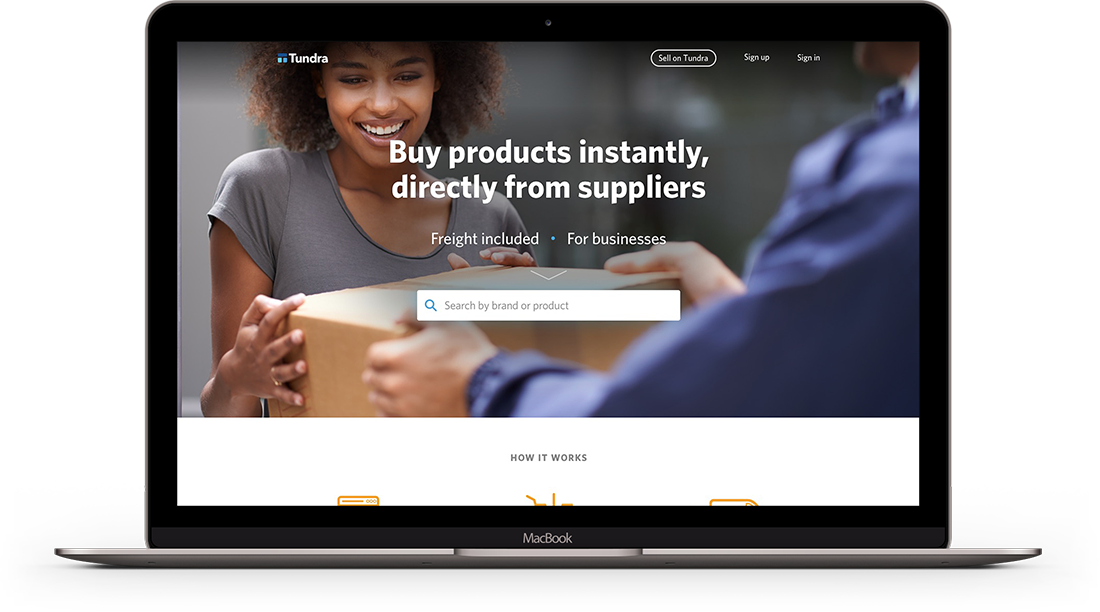 Tundra
Sell on Tundra
Sign up
Sign in
Buy products instantly,
directly from suppliers
Freight included • For businesses
Search by brand or product
HOW IT WORKS
MacBook